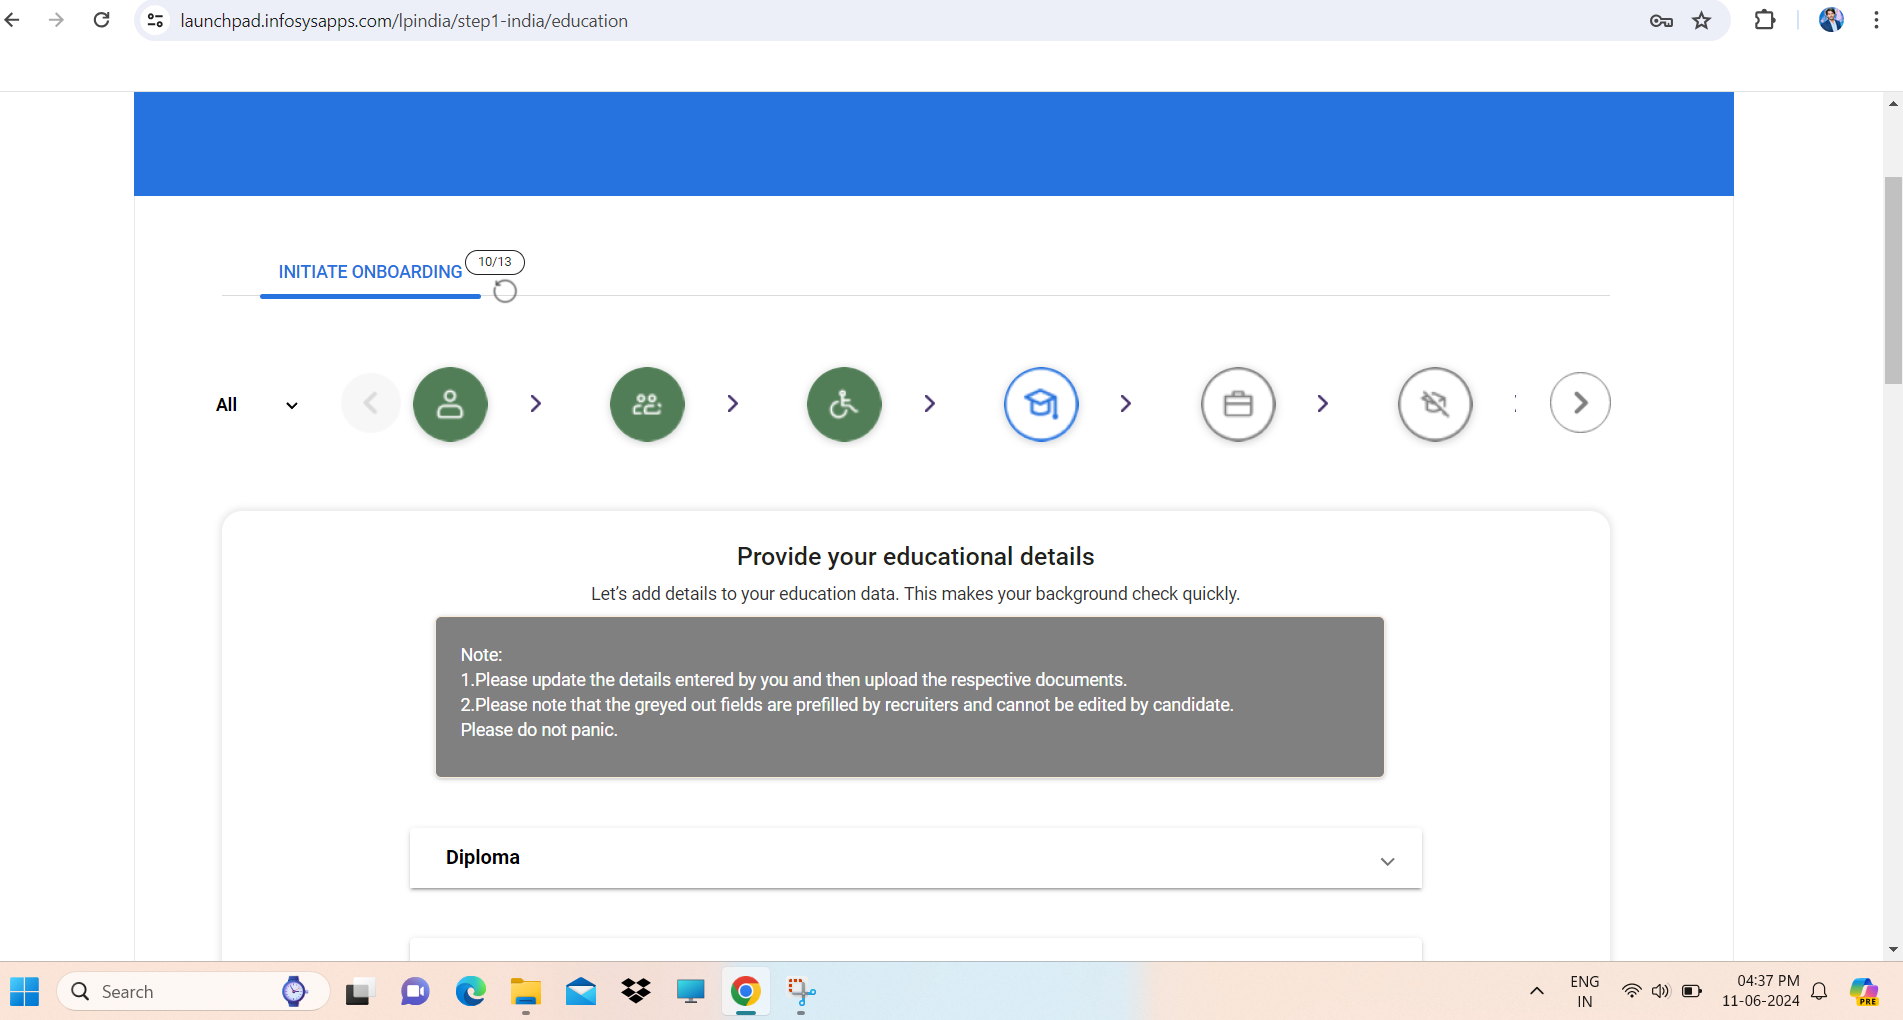 launchpad.infosysapps.com/lpindia/step1-india/education
INITIATE ONBOARDING
10/13
All
Provide your educational details
Let’s add details to your education data. This makes your background check quickly.
Note:
1.Please update the details entered by you and then upload the respective documents.
2.Please note that the greyed out fields are prefilled by recruiters and cannot be edited by candidate.
Please do not panic.
Diploma
Search
ENG
IN
04:37 PM
11-06-2024
PRE